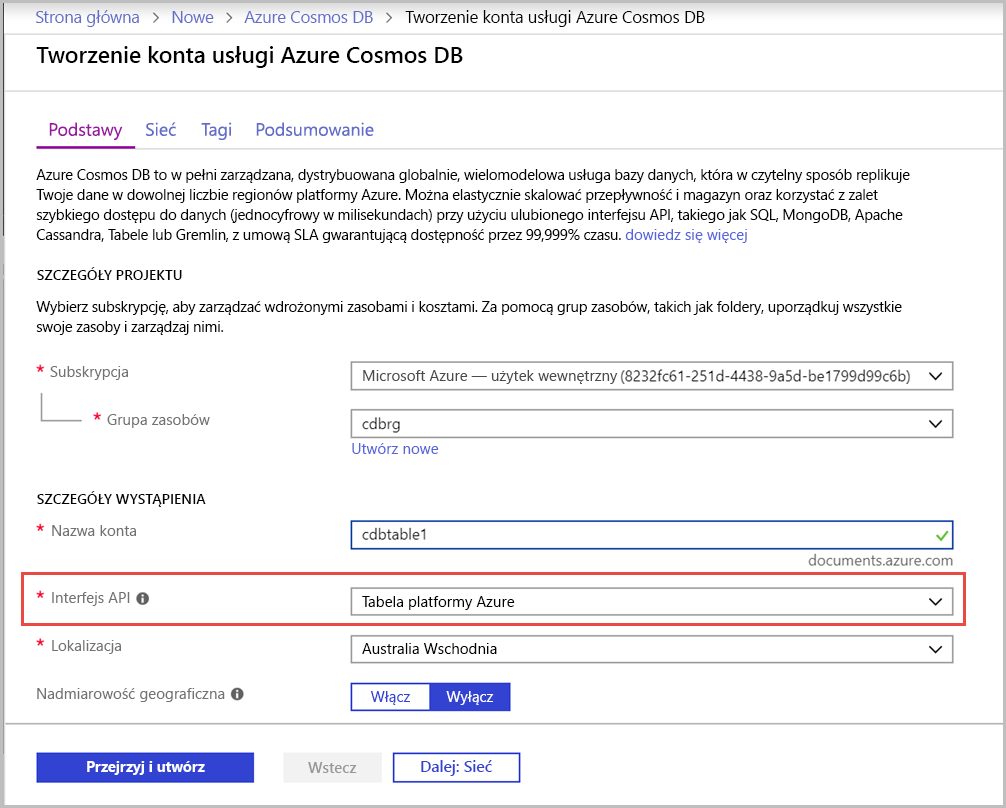 Strona główna > Nowe > Azure Cosmos DB > Tworzenie konta usługi Azure Cosmos DB
Tworzenie konta usługi Azure Cosmos DB
Podstawy Sieć Tagi Podsumowanie
Azure Cosmos DB to w pełni zarządzana, dystrybuowana globalnie, wielomodelowa usługa bazy danych, która w czytelny sposób replikuje
Twoje dane w dowolnej liczbie regionów platformy Azure. Można elastycznie skalować przepływność i magazyn oraz korzystać z zalet
szybkiego dostępu do danych (jednocyfrowy w milisekundach) przy użyciu ulubionego interfejsu API, takiego jak SQL, MongoDB, Apache
Cassandra, Tabele lub Gremlin, z umową SLA gwarantującą dostępność przez 99,999% czasu. dowiedz się więcej
SZCZEGÓŁY PROJEKTU
Wybierz subskrypcję, aby zarządzać wdrożonymi zasobami i kosztami. Za pomocą grup zasobów, takich jak foldery, uporządkuj wszystkie
swoje zasoby i zarządzaj nimi.
* Subskrypcja Microsoft Azure — użytek wewnętrzny (8232fc61-251d-4438-9a5d-be1799d99c6b)
* Grupa zasobów cdbrg
Utwórz nowe
SZCZEGÓŁY WYSTĄPIENIA
* Nazwa konta cdbtable1
documents.azure.com
* Interfejs API Tabela platformy Azure
* Lokalizacja Australia Wschodnia
Nadmiarowość geograficzna Włącz Wyłącz
Przejrzyj i utwórz Wstecz Dalej: Sieć